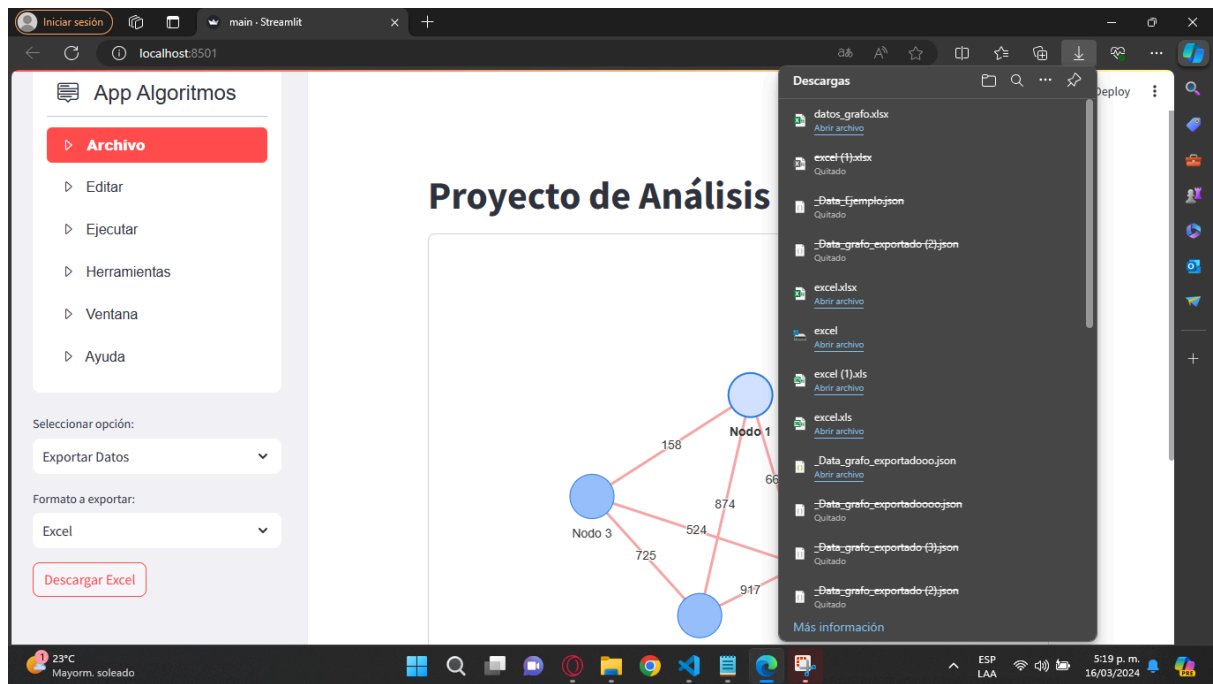 Iniciar sesión
main - Streamlit
localhost:8501
App Algoritmos
Archivo
Editar
Ejecutar
Herramientas
Ventana
Ayuda
Seleccionar opción:
Exportar Datos
Formato a exportar:
Excel
Descargar Excel
Proyecto de Análisis
Nodo 1
158
66
874
Nodo 3
524
725
917
Descargas
datos_grafo.xlsx
Abrir archivo
excel (1).xlsx
Quitado
_Data_Ejemplo.json
Quitado
_Data_grafo_exportado (2).json
Quitado
excel.xlsx
Abrir archivo
excel
Abrir archivo
excel (1).xls
Abrir archivo
excel.xls
Abrir archivo
_Data_grafo_exportadooo.json
Abrir archivo
_Data_grafo_exportadoooo.json
Quitado
_Data_grafo_exportado (3).json
Quitado
_Data_grafo_exportado (2).json
Quitado
Más información
Deploy
1
23°C
Mayorm. soleado
ESP
LAA
5:19 p. m.
16/03/2024
PRE